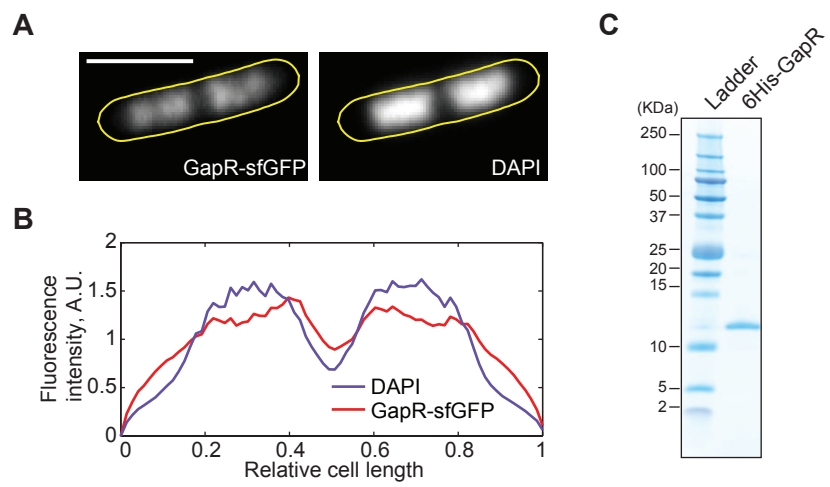 A
GapR-sfGFP
DAPI
B
Fluorescence
intensity, A.U.
2
1.5
1
0.5
0
DAPI
GapR-sfGFP
0
0.2
0.4
0.6
0.8
1
Relative cell length
C
(KDa)
Ladder
6His-GapR
250
100
50
37
25
20
15
10
5
2